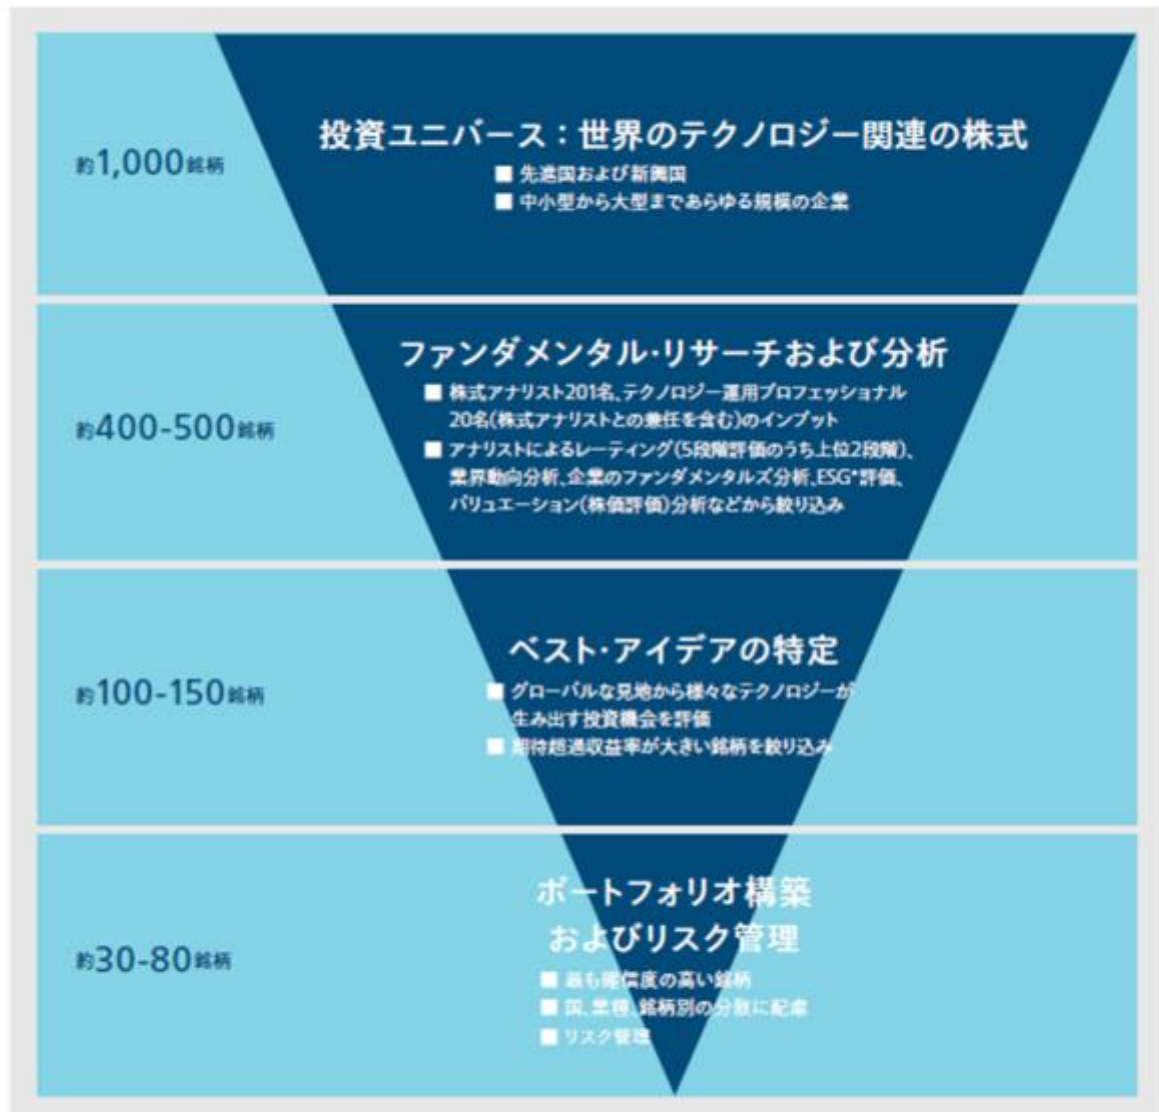 約1,000銘柄
投資ユニバース：世界のテクノロジー関連の株式
■ 先進国および新興国
■ 中小型から大型まであらゆる規模の企業
約400-500銘柄
ファンダメンタル・リサーチおよび分析
■ 株式アナリスト201名、テクノロジー運用プロフェッショナル
20名(株式アナリストとの兼任を含む)のインプット
■ アナリストによるレーティング(5段階評価のうち上位2段階)、
業界動向分析、企業のファンダメンタルズ分析、ESG*評価、
バリュエーション(株価評価)分析などから絞り込み
約100-150銘柄
ベスト・アイデアの特定
■ グローバルな見地から様々なテクノロジーが
生み出す投資機会を評価
■ 期待超過収益率が大きい銘柄を絞り込み
約30-80銘柄
ポートフォリオ構築
およびリスク管理
■ 最も確信度の高い銘柄
■ 国、業種、銘柄別の分散に配慮
■ リスク管理